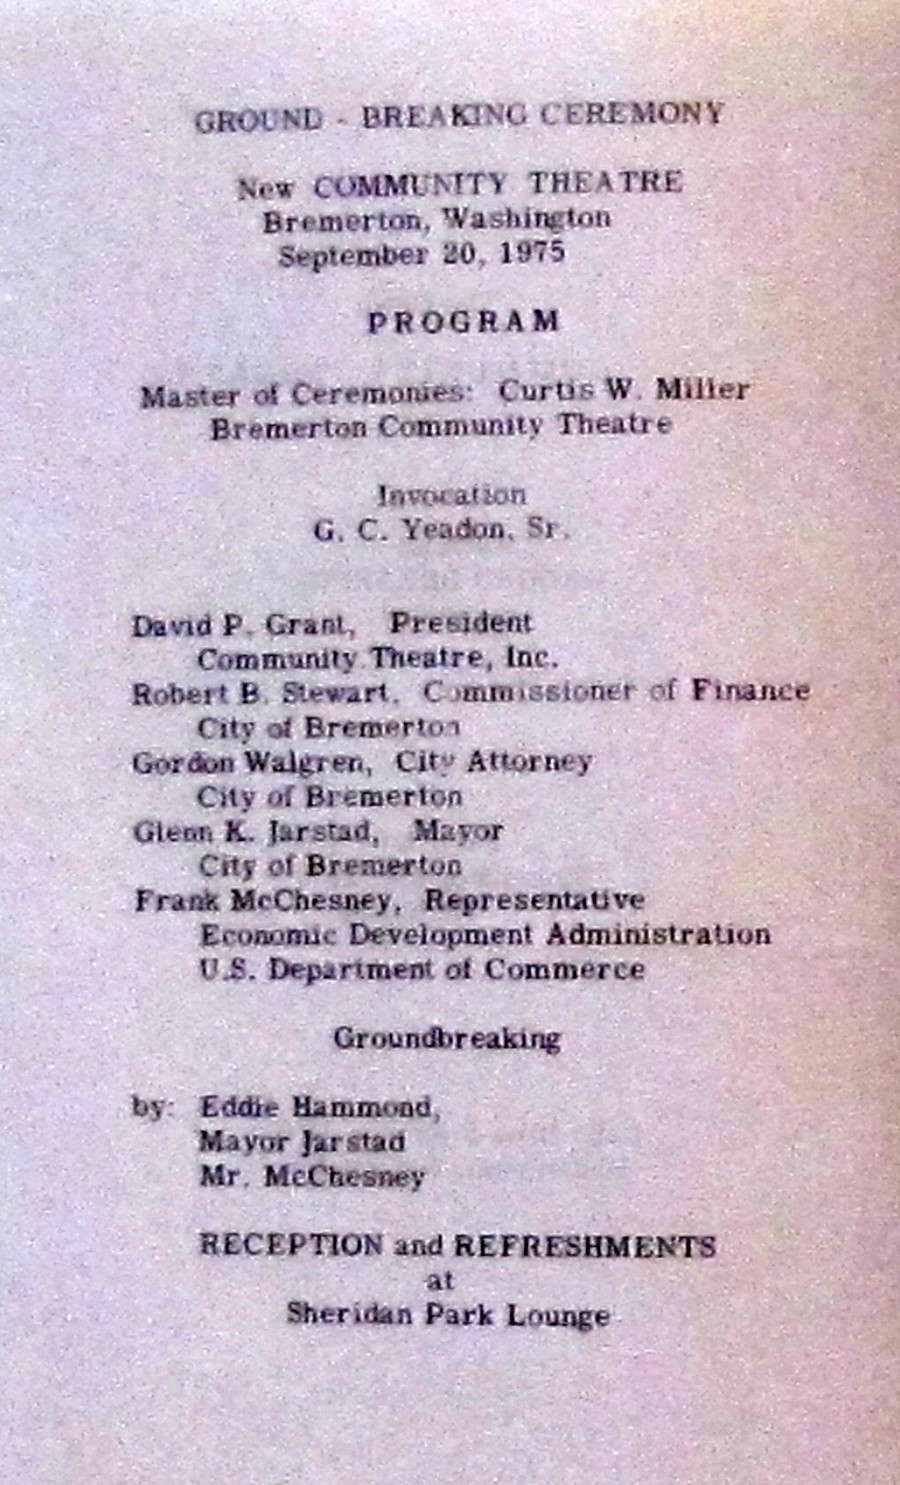 GROUND - BREAKING CEREMONY
New COMMUNITY THEATRE
Bremerton, Washington
September 20, 1975
PROGRAM
Master of Ceremonies: Curtis W. Miller
Bremerton Community Theatre
Invocation
G. C. Yeadon, Sr.
David P. Grant, President
Community Theatre, Inc.
Robert B. Stewart, Commissioner of Finance
City of Bremerton
Gordon Walgren, City Attorney
City of Bremerton
Glenn K. Jarstad, Mayor
City of Bremerton
Frank McChesney, Representative
Economic Development Administration
U.S. Department of Commerce
Groundbreaking
by: Eddie Hammond,
Mayor Jarstad
Mr. McChesney
RECEPTION and REFRESHMENTS
at
Sheridan Park Lounge